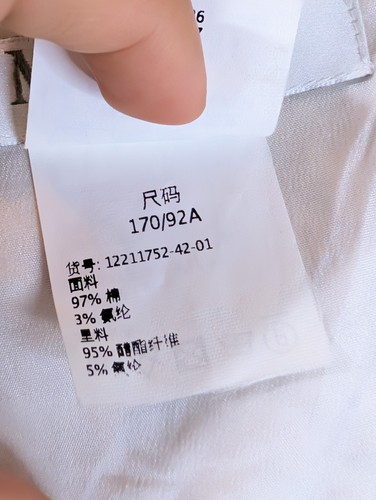 尺码
170/92A
货号: 12211752-42-01
面料
97% 棉
3% 氨纶
里料
95% 醋酯纤维
5% 氨纶